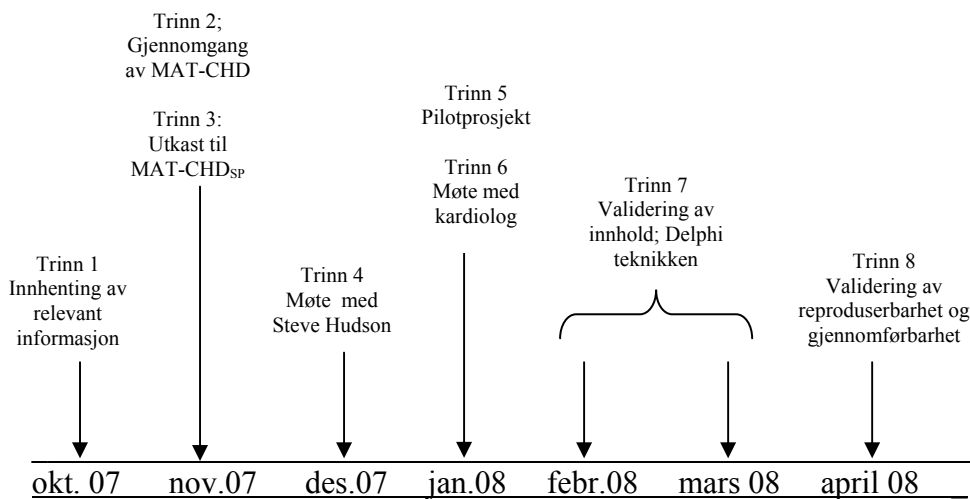 Trinn 2;
Gjennomgang
av MAT-CHD
Trinn 3:
Utkast til
MAT-CHDSP
Trinn 5
Pilotprosjekt
Trinn 6
Møte med
kardiolog
Trinn 7
Validering av
innhold; Delphi
teknikken
Trinn 1
Innhenting av
relevant
informasjon
Trinn 4
Møte med
Steve Hudson
Trinn 8
Validering av
reproduserbarhet og
gjennomførbarhet
okt. 07 nov.07 des.07 jan.08 febr.08 mars 08 april 08